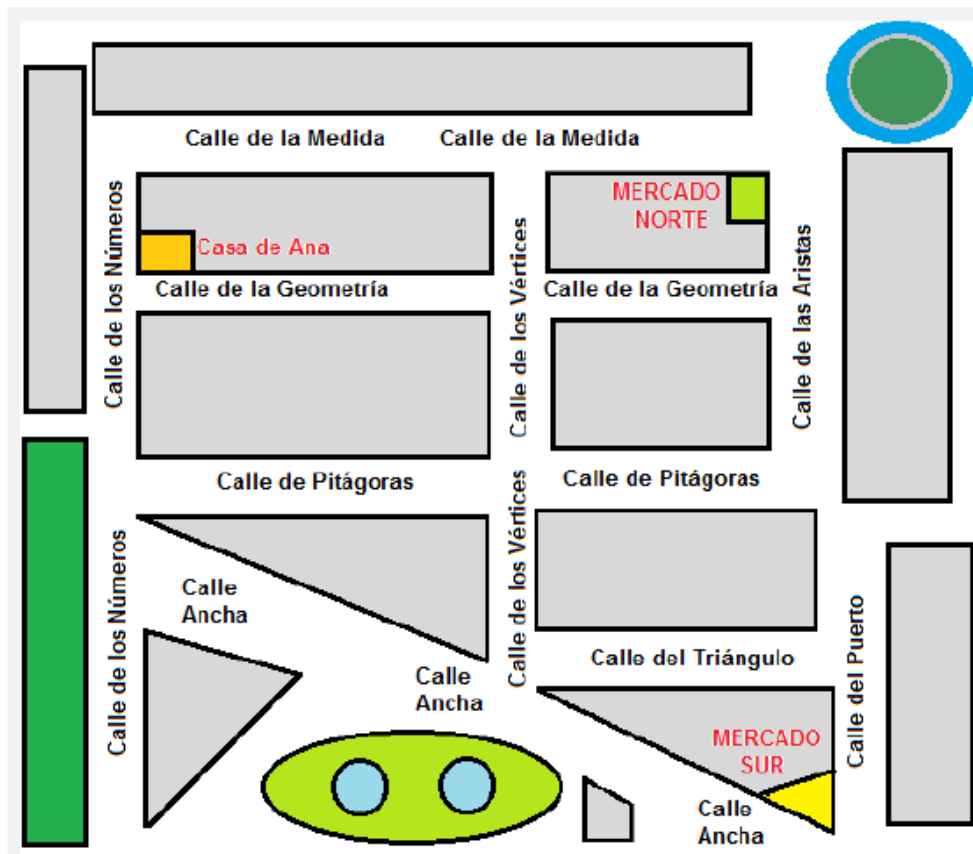 Calle de la Medida
Calle de la Medida
Calle de los Números
MERCADO
NORTE
Casa de Ana
Calle de los Vértices
Calle de las Aristas
Calle de la Geometría
Calle de la Geometría
Calle de Pitágoras
Calle de Pitágoras
Calle de los Números
Calle
Ancha
Calle de los Vértices
Calle del Triángulo
Calle del Puerto
Calle
Ancha
MERCADO
SUR
Calle
Ancha